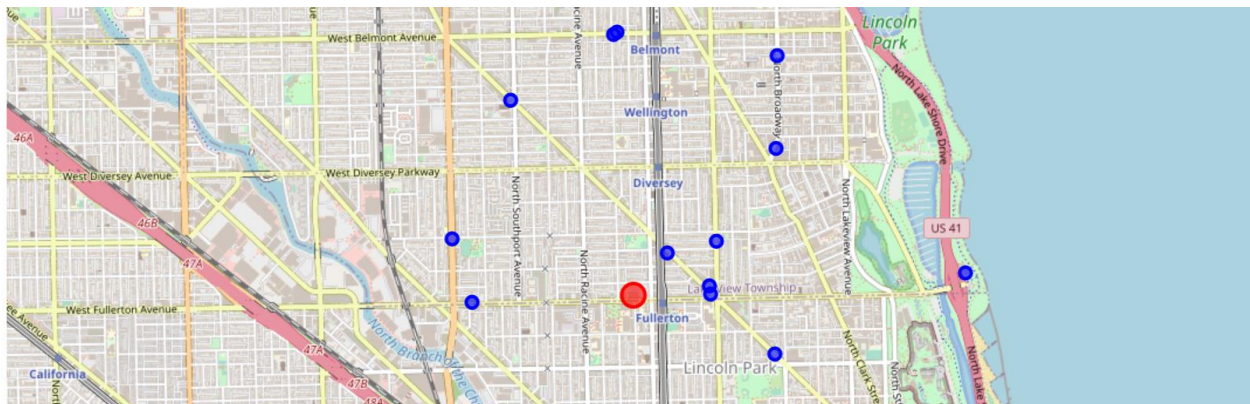 Lincoln
Park
West Belmont Avenue
Belmont
Wellington
North Broadway
North Lake Shore Drive
46A
West Diversey Avenue
West Diversey Parkway
Diversey
46B
47A
North Southport Avenue
North Racine Avenue
North Lakeview Avenue
US 41
Lake View Township
West Fullerton Avenue
Fullerton
North Branch of the
47A
47B
48A
California
Lincoln Park
North Clark
North Lake